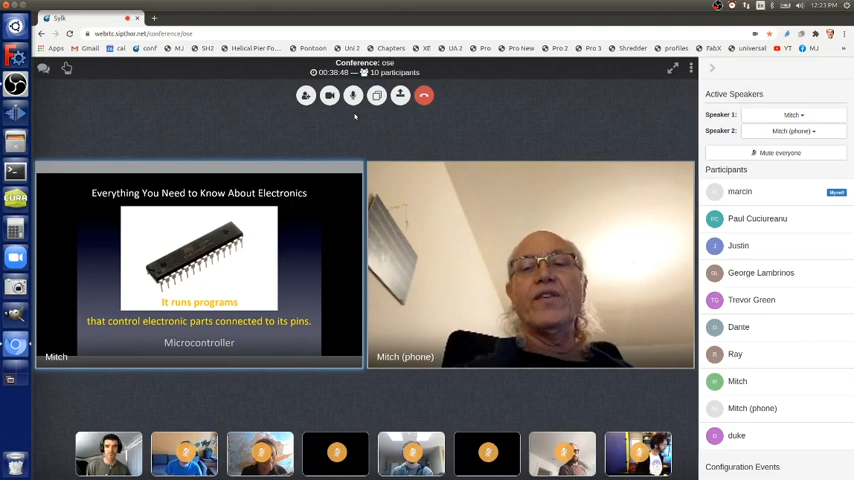 12:23 PM
Sylk
webrtc.sipthor.net/conference/ose
Apps Gmail cal conf MJ SH2 Helical Pier Fo... Pontoon Uni 2 Chapters XE UA 2 Pro Pro New Pro 2 Pro 3 Shredder profiles FabX universal YT MJ
Conference: ose
00:38:48 — 10 participants
Everything You Need to Know About Electronics
It runs programs
that control electronic parts connected to its pins.
Microcontroller
Mitch
Mitch (phone)
Active Speakers
Speaker 1: Mitch
Speaker 2: Mitch (phone)
Mute everyone
Participants
marcin Myself
PC Paul Cuciureanu
J Justin
GL George Lambrinos
TG Trevor Green
D Dante
R Ray
M Mitch
Mitch (phone)
D duke
Configuration Events
CURA